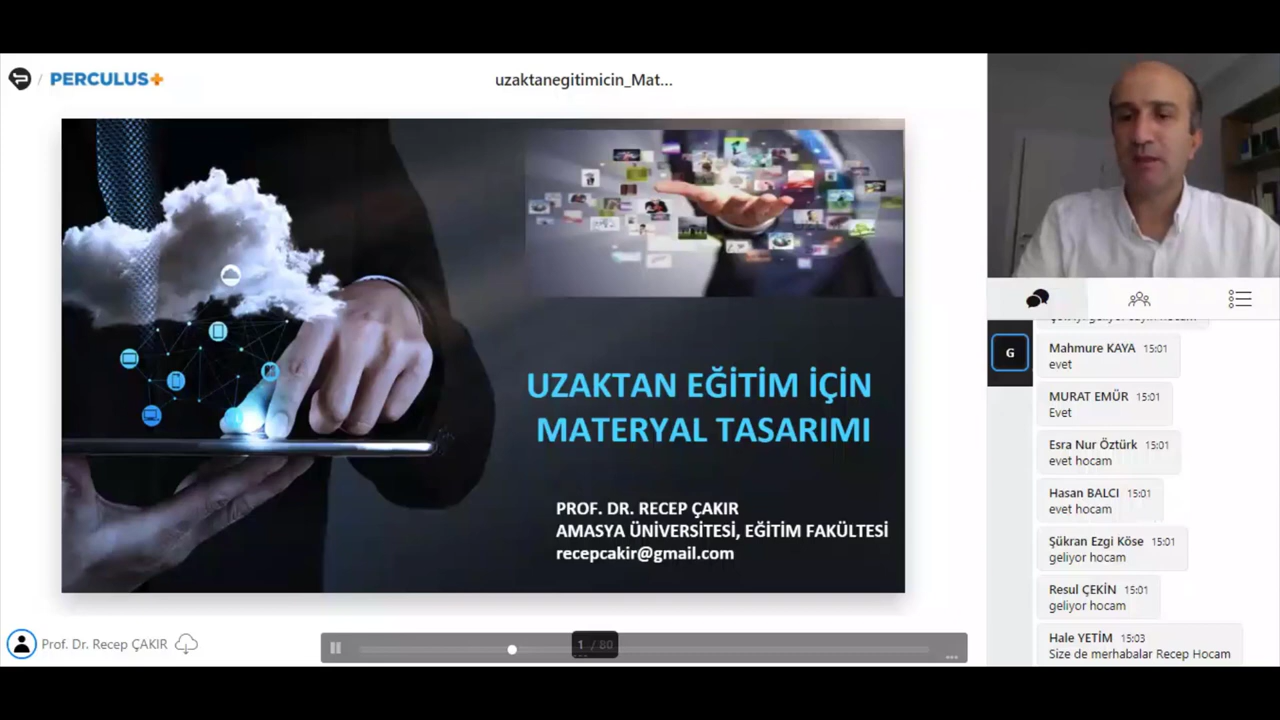 PERCULUS+
uzaktanegitimicin_Mat...
UZAKTAN EĞİTİM İÇİN
MATERYAL TASARIMI
PROF. DR. RECEP ÇAKIR
AMASYA ÜNİVERSİTESİ, EĞİTİM FAKÜLTESİ
recepcakir@gmail.com
Prof. Dr. Recep ÇAKIR
1 / 80
G
Mahmure KAYA 15:01
evet
MURAT EMÜR 15:01
Evet
Esra Nur Öztürk 15:01
evet hocam
Hasan BALCI 15:01
evet hocam
Şükran Ezgi Köse 15:01
geliyor hocam
Resul ÇEKİN 15:01
geliyor hocam
Hale YETİM 15:03
Size de merhabalar Recep Hocam